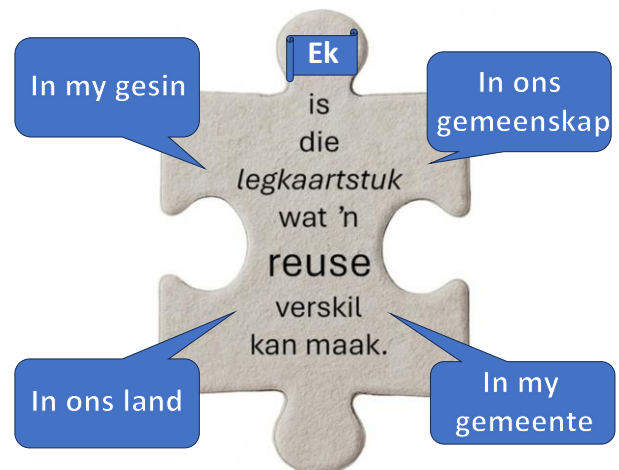 Ek
is
die
legkaartstuk
wat ’n
reuse
verskil
kan maak.
In my gesin
In ons
gemeenskap
In ons land
In my
gemeente